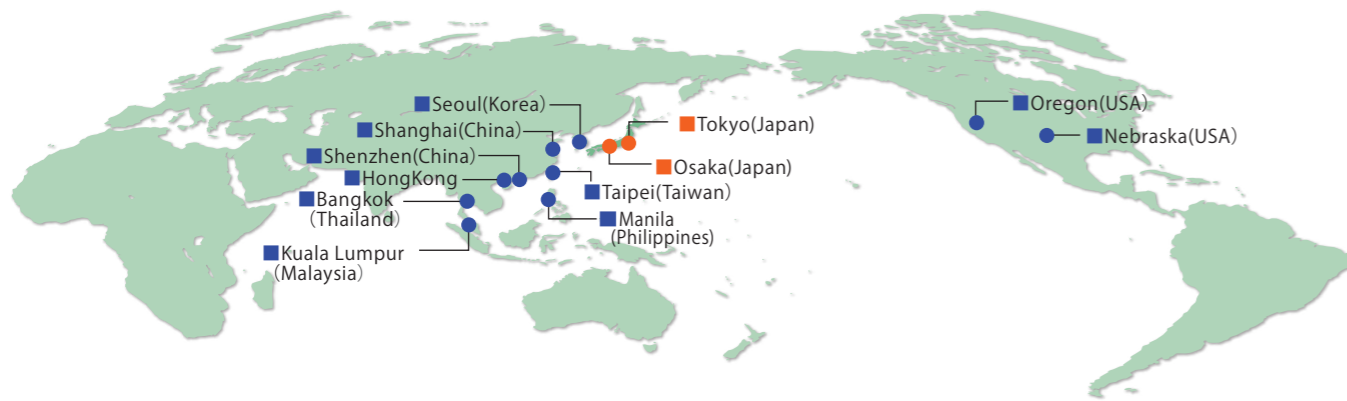 Seoul(Korea)
Shanghai(China)
Shenzhen(China)
HongKong
Bangkok
(Thailand)
Kuala Lumpur
(Malaysia)
Tokyo(Japan)
Osaka(Japan)
Taipei(Taiwan)
Manila
(Philippines)
Oregon(USA)
Nebraska(USA)